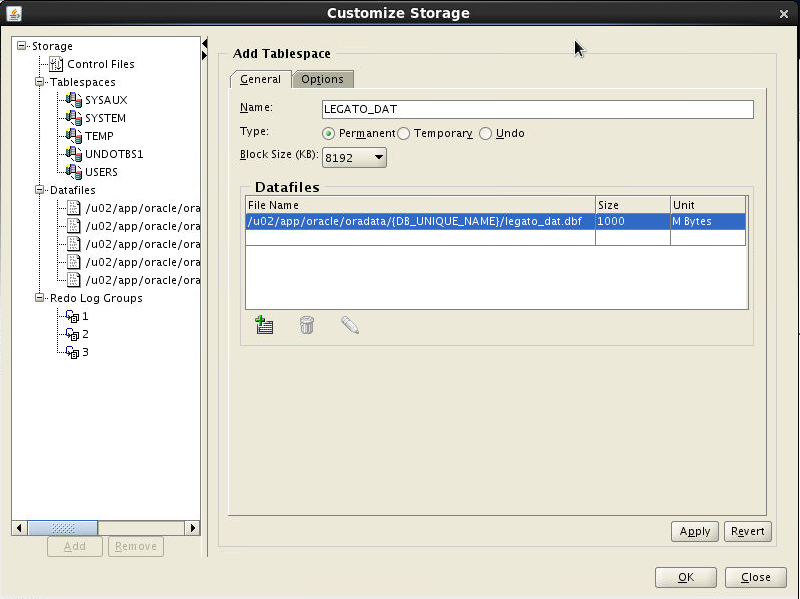 Customize Storage
Storage
Control Files
Tablespaces
SYSAUX
SYSTEM
TEMP
UNDOTBS1
USERS
Datafiles
/u02/app/oracle/ora
/u02/app/oracle/ora
/u02/app/oracle/ora
/u02/app/oracle/ora
/u02/app/oracle/ora
Redo Log Groups
1
2
3
Add Remove
Add Tablespace
General Options
Name: LEGATO_DAT
Type: Permanent Temporary Undo
Block Size (KB): 8192
Datafiles
File Name Size Unit
/u02/app/oracle/oradata/{DB_UNIQUE_NAME}/legato_dat.dbf 1000 M Bytes
Apply Revert
OK Close